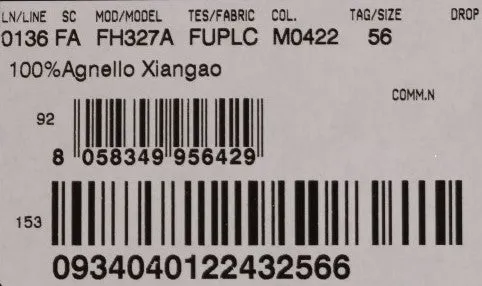 LN/LINE SC MOD/MODEL TES/FABRIC COL. TAG/SIZE DROP
0136 FA FH327A FUPLC M0422 56
100%Agnello Xiangao
COMM.N
92
8 058349 956429
153
0934040122432566